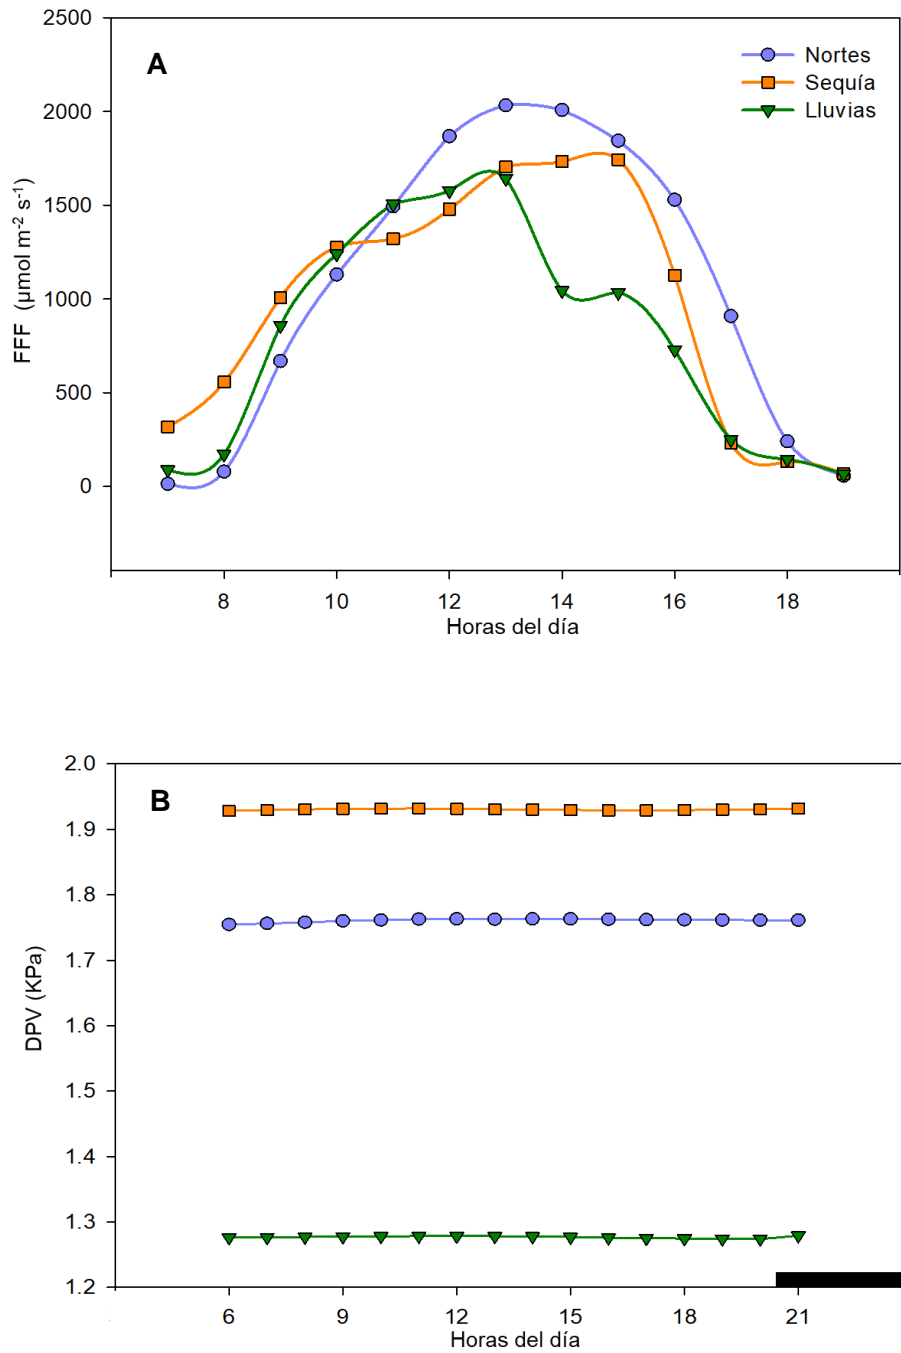 2500
A
Nortes
Sequía
Lluvias
2000
1500
1000
500
0
FFF (µmol m-2 s-1)
8 10 12 14 16 18
Horas del día
2.0
B
1.9
1.8
1.7
1.6
1.5
1.4
1.3
1.2
DPV (KPa)
6 9 12 15 18 21
Horas del día